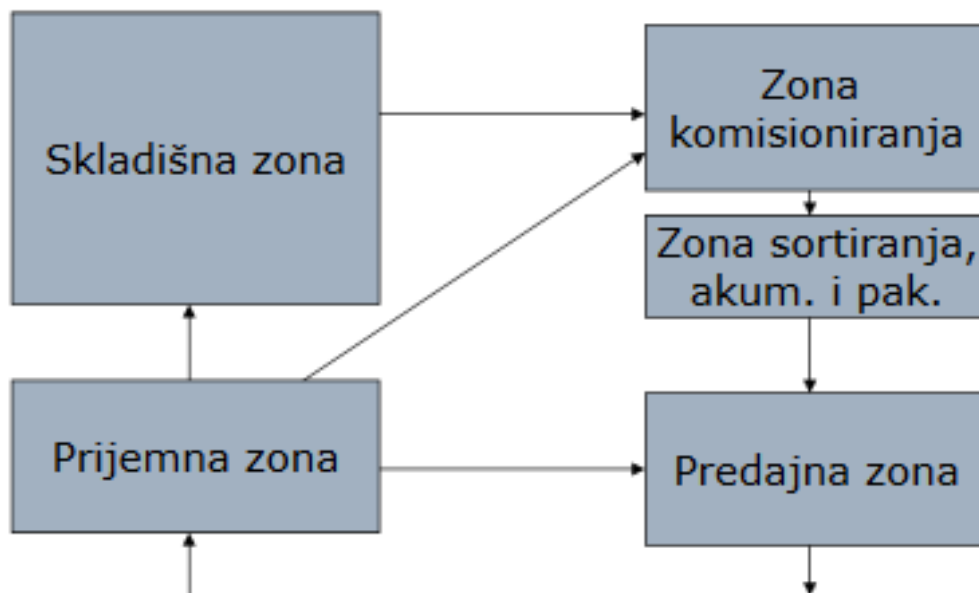 Skladišna zona
Zona
komisioniranja
Zona sortiranja,
akum. i pak.
Prijemna zona
Predajna zona